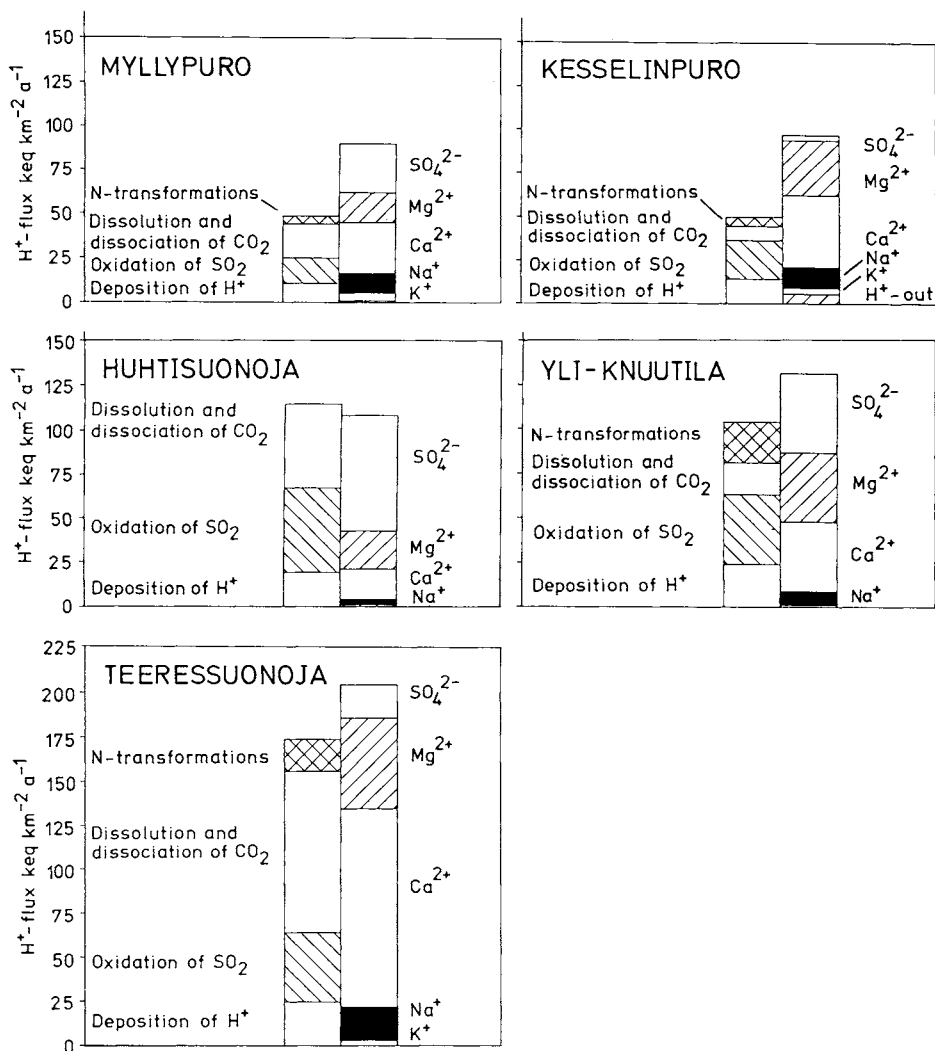 150
125
100
75
50
25
0
H⁺-flux keq km⁻² a⁻¹
MYLLYPURO
N-transformations
Dissolution and
dissociation of CO₂
Oxidation of SO₂
Deposition of H⁺
SO₄²⁻
Mg²⁺
Ca²⁺
Na⁺
K⁺
KESSELINPURO
N-transformations
Dissolution and
dissociation of CO₂
Oxidation of SO₂
Deposition of H⁺
SO₄²⁻
Mg²⁺
Ca²⁺
Na⁺
K⁺
H⁺-out
150
125
100
75
50
25
0
H⁺-flux keq km⁻² a⁻¹
HUHTISUONOJA
Dissolution and
dissociation of CO₂
Oxidation of SO₂
Deposition of H⁺
SO₄²⁻
Mg²⁺
Ca²⁺
Na⁺
YLI-KNUUTILA
N-transformations
Dissolution and
dissociation of CO₂
Oxidation of SO₂
Deposition of H⁺
SO₄²⁻
Mg²⁺
Ca²⁺
Na⁺
225
200
175
150
125
100
75
50
25
0
H⁺-flux keq km⁻² a⁻¹
TEERESSUONOJA
N-transformations
Dissolution and
dissociation of CO₂
Oxidation of SO₂
Deposition of H⁺
SO₄²⁻
Mg²⁺
Ca²⁺
Na⁺
K⁺